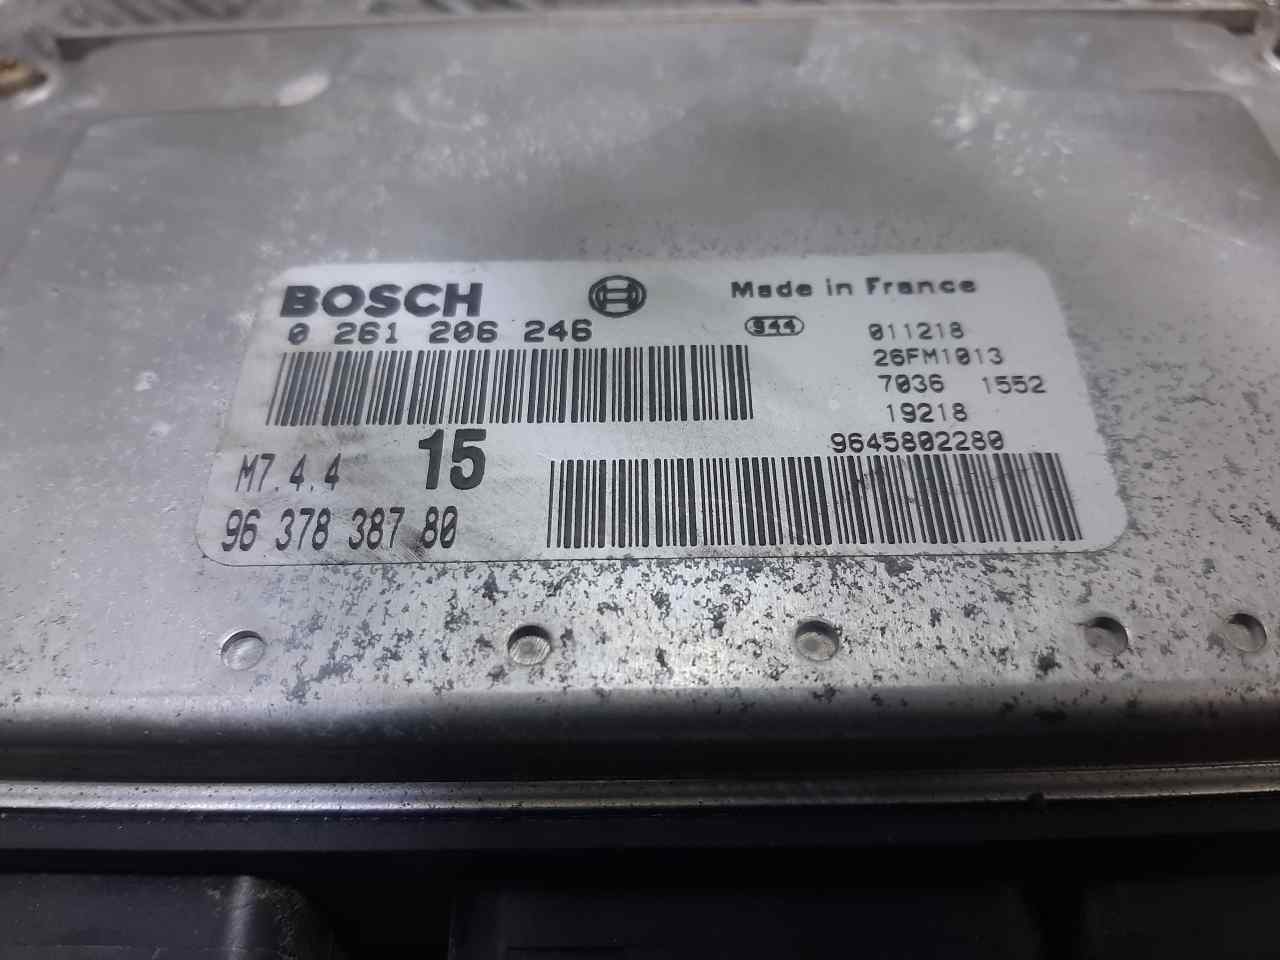 BOSCH
Made in France
0 261 206 246
944
011218
26FM1013
7036 1552
19218
9645802280
M7.4.4
15
96 378 387 80